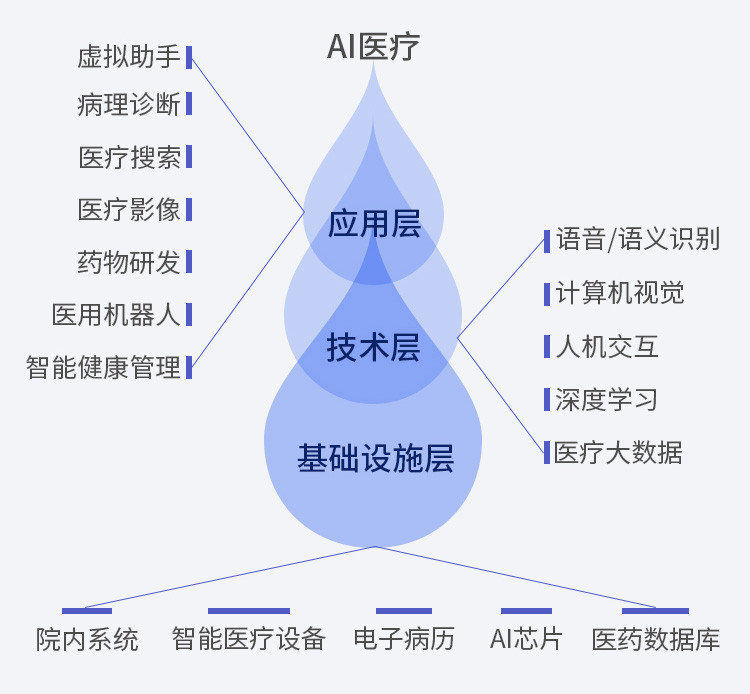 AI医疗
虚拟助手
病理诊断
医疗搜索
医疗影像
药物研发
医用机器人
智能健康管理
应用层
技术层
基础设施层
语音/语义识别
计算机视觉
人机交互
深度学习
医疗大数据
院内系统
智能医疗设备
电子病历
AI芯片
医药数据库